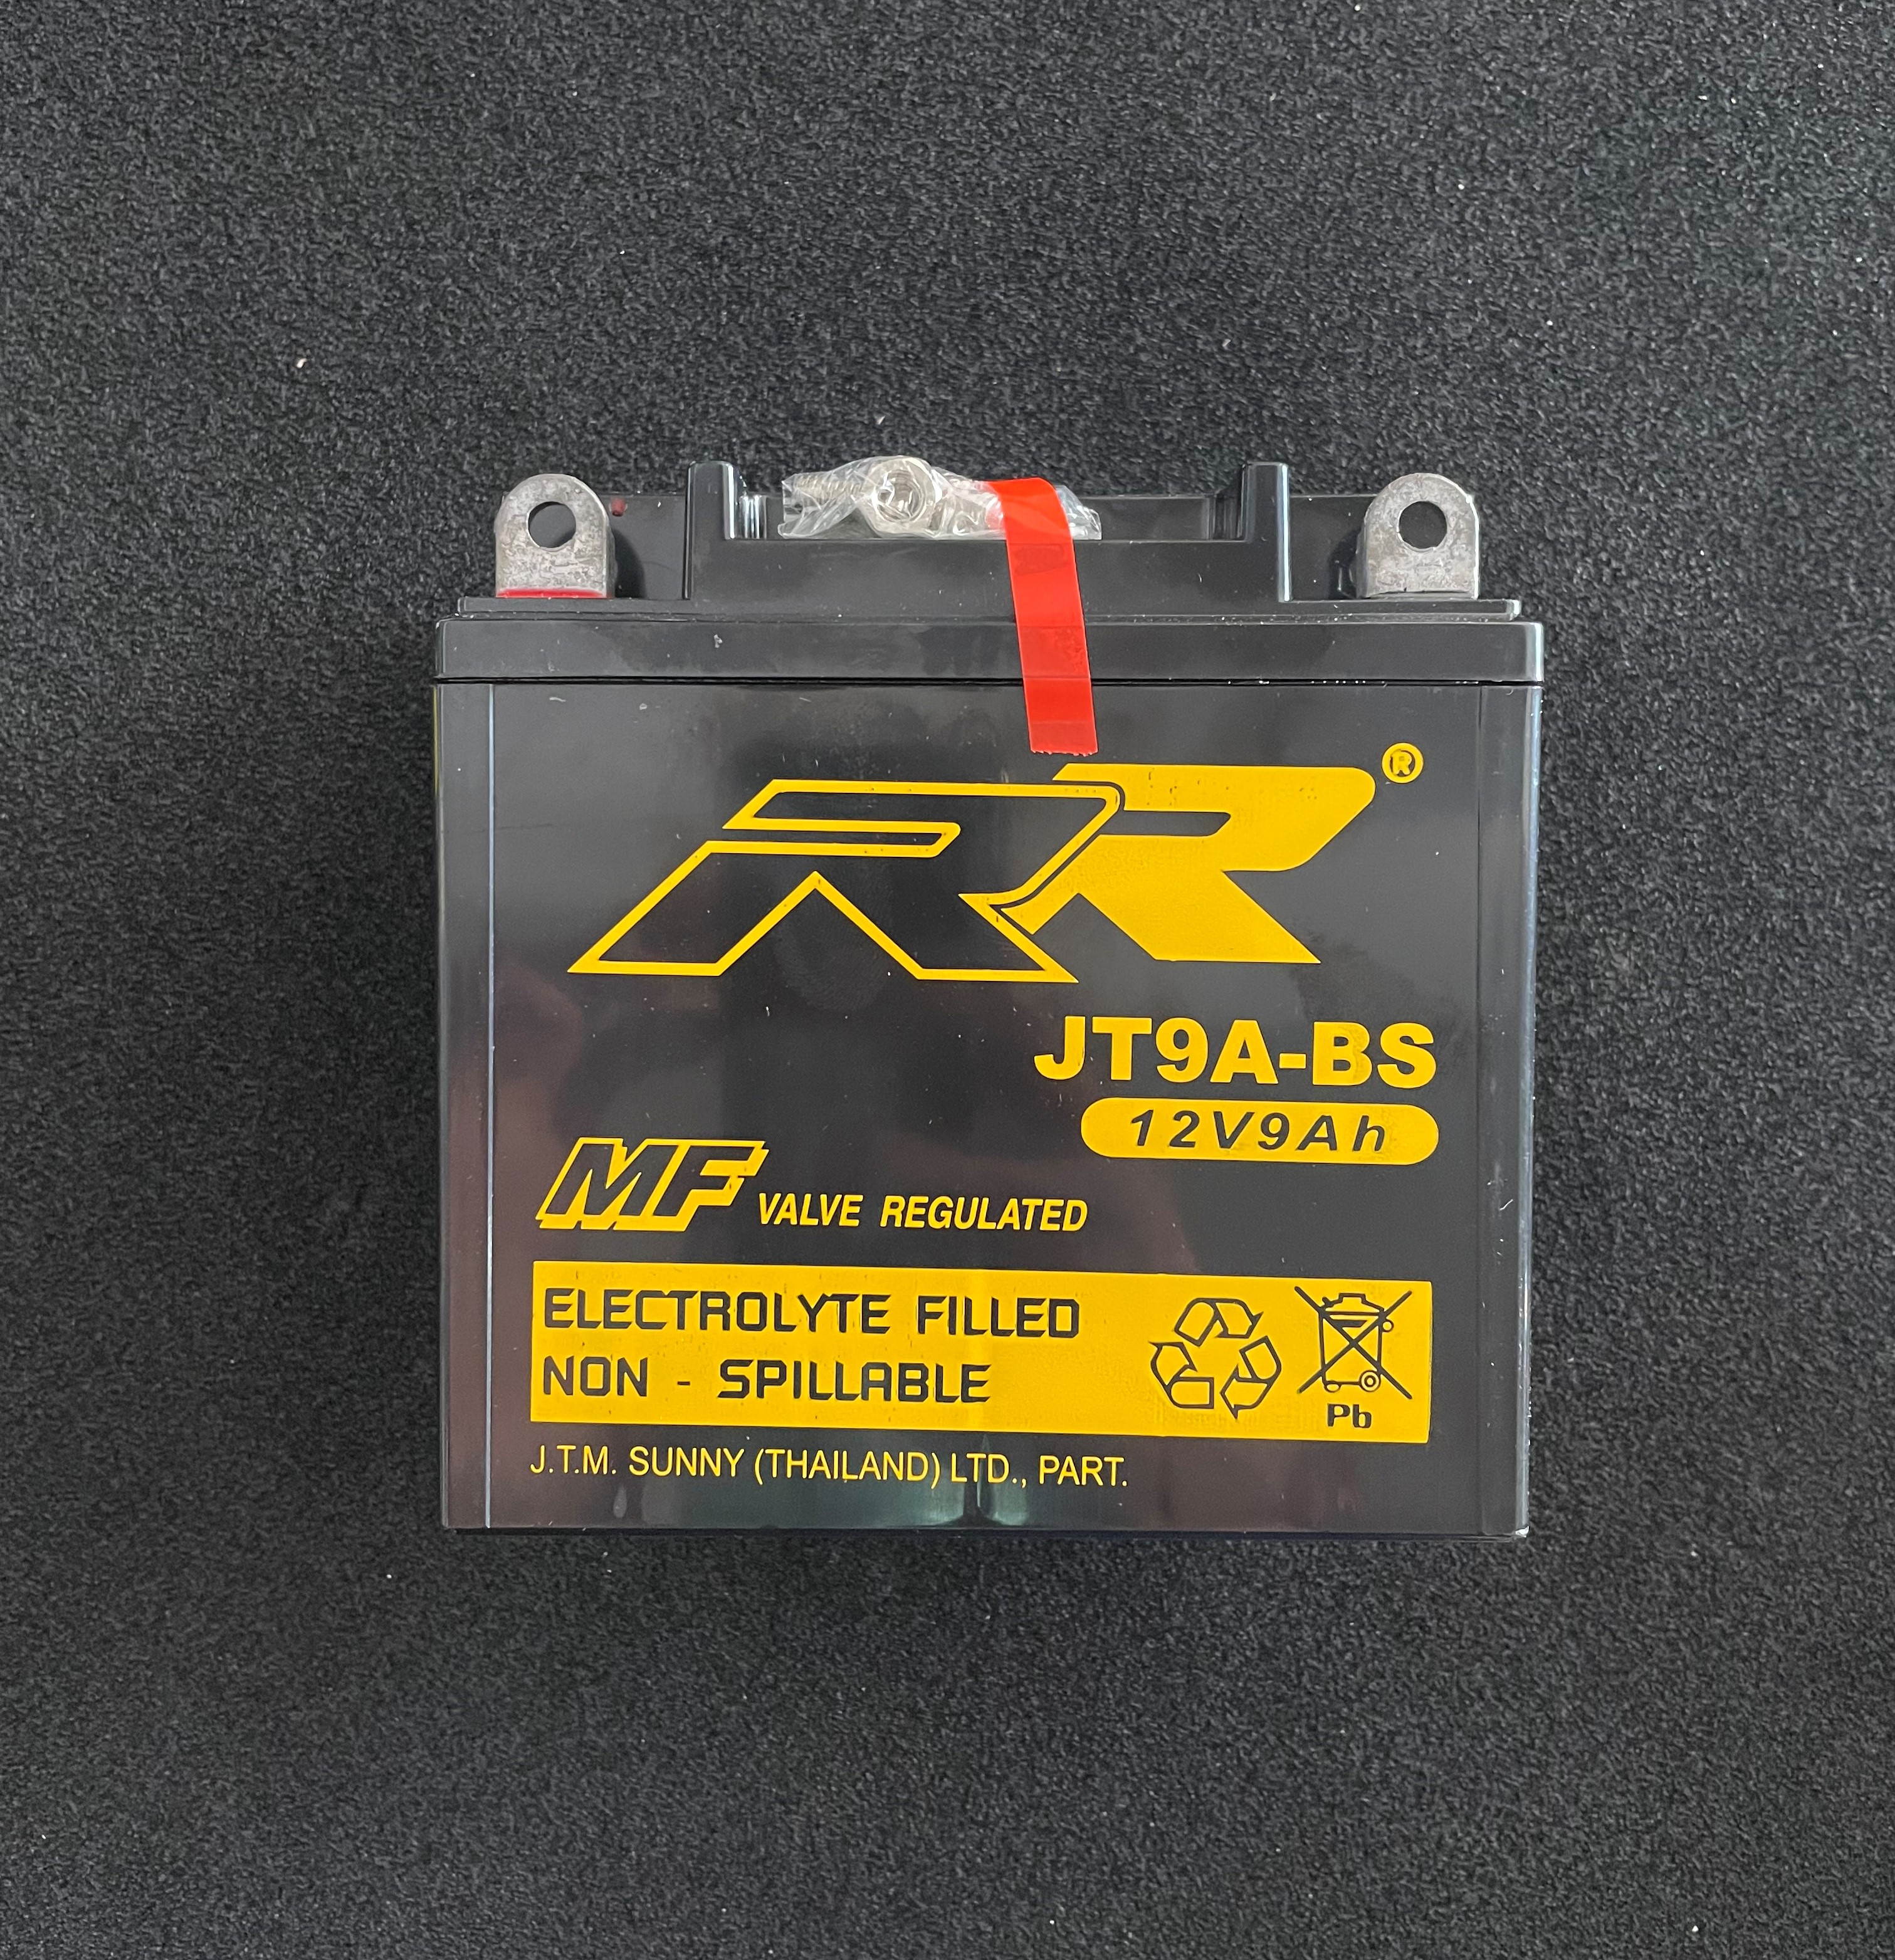 RR®
JT9A-BS
12V9Ah
MF VALVE REGULATED
ELECTROLYTE FILLED
NON - SPILLABLE
Pb
J.T.M. SUNNY (THAILAND) LTD., PART.